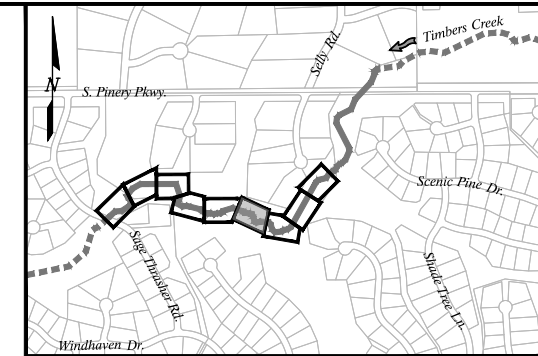 Timbers Creek
Selly Rd.
N
S. Pinery Pkwy.
Scenic Pine Dr.
Sage Thrasher Rd.
Shade Tree Ln.
Windhaven Dr.